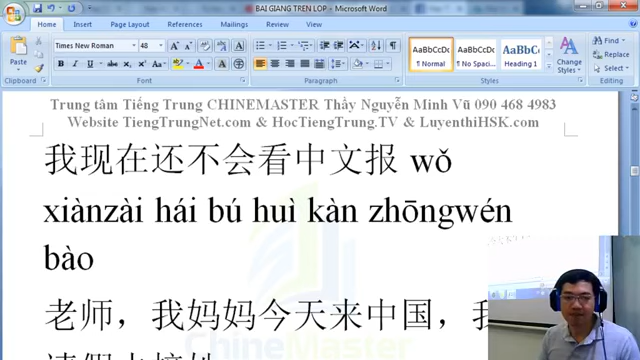 BAI GIANG TREN LOP - Microsoft Word
Home Insert Page Layout References Mailings Review View
Paste
Times New Roman 48
AaBbCcDc AaBbCcDc AaBbC
¶ Normal ¶ No Spaci... Heading 1
Change Styles
Find
Replace
Select
Clipboard Font Paragraph Styles Editing
Trung tâm Tiếng Trung CHINEMASTER Thầy Nguyễn Minh Vũ 090 468 4983
Website TiengTrungNet.com & HocTiengTrung.TV & LuyenthiHSK.com
我现在还不会看中文报 wǒ
xiànzài hái bú huì kàn zhōngwén
bào
老师，我妈妈今天来中国，我
ChineMaster